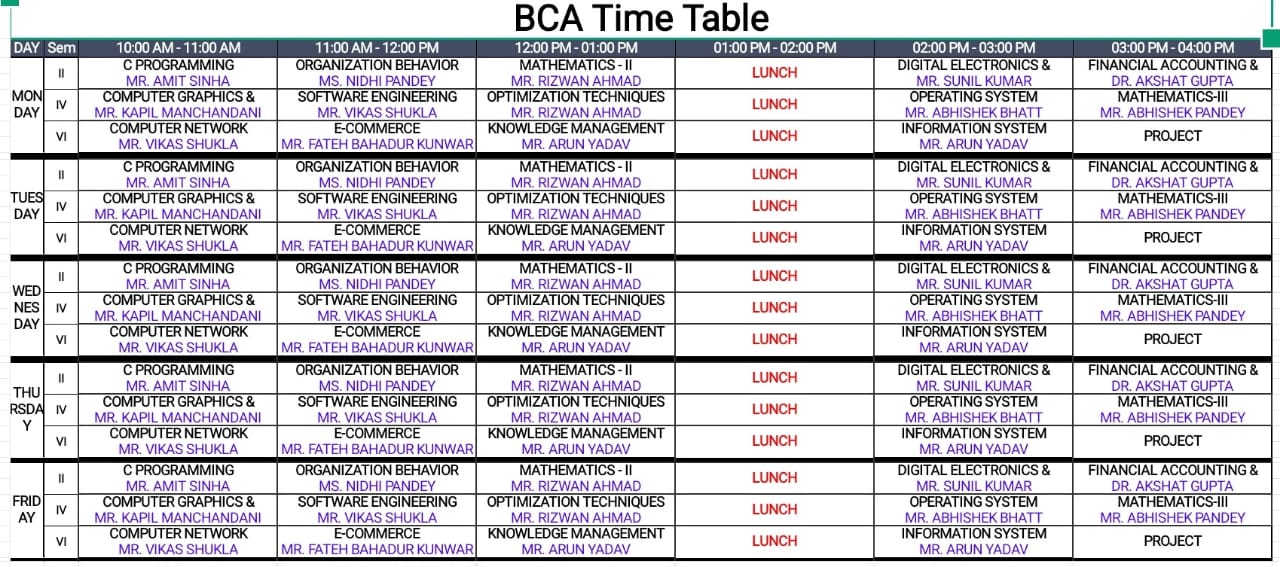 BCA Time Table
DAY Sem 10:00 AM - 11:00 AM 11:00 AM - 12:00 PM 12:00 PM - 01:00 PM 01:00 PM - 02:00 PM 02:00 PM - 03:00 PM 03:00 PM - 04:00 PM
MON
DAY
II C PROGRAMMING ORGANIZATION BEHAVIOR MATHEMATICS - II LUNCH DIGITAL ELECTRONICS & FINANCIAL ACCOUNTING &
MR. AMIT SINHA MS. NIDHI PANDEY MR. RIZWAN AHMAD MR. SUNIL KUMAR DR. AKSHAT GUPTA
IV COMPUTER GRAPHICS & SOFTWARE ENGINEERING OPTIMIZATION TECHNIQUES LUNCH OPERATING SYSTEM MATHEMATICS-III
MR. KAPIL MANCHANDANI MR. VIKAS SHUKLA MR. RIZWAN AHMAD MR. ABHISHEK BHATT MR. ABHISHEK PANDEY
VI COMPUTER NETWORK E-COMMERCE KNOWLEDGE MANAGEMENT LUNCH INFORMATION SYSTEM PROJECT
MR. VIKAS SHUKLA MR. FATEH BAHADUR KUNWAR MR. ARUN YADAV MR. ARUN YADAV
TUES
DAY
II C PROGRAMMING ORGANIZATION BEHAVIOR MATHEMATICS - II LUNCH DIGITAL ELECTRONICS & FINANCIAL ACCOUNTING &
MR. AMIT SINHA MS. NIDHI PANDEY MR. RIZWAN AHMAD MR. SUNIL KUMAR DR. AKSHAT GUPTA
IV COMPUTER GRAPHICS & SOFTWARE ENGINEERING OPTIMIZATION TECHNIQUES LUNCH OPERATING SYSTEM MATHEMATICS-III
MR. KAPIL MANCHANDANI MR. VIKAS SHUKLA MR. RIZWAN AHMAD MR. ABHISHEK BHATT MR. ABHISHEK PANDEY
VI COMPUTER NETWORK E-COMMERCE KNOWLEDGE MANAGEMENT LUNCH INFORMATION SYSTEM PROJECT
MR. VIKAS SHUKLA MR. FATEH BAHADUR KUNWAR MR. ARUN YADAV MR. ARUN YADAV
WED
NES
DAY
II C PROGRAMMING ORGANIZATION BEHAVIOR MATHEMATICS - II LUNCH DIGITAL ELECTRONICS & FINANCIAL ACCOUNTING &
MR. AMIT SINHA MS. NIDHI PANDEY MR. RIZWAN AHMAD MR. SUNIL KUMAR DR. AKSHAT GUPTA
IV COMPUTER GRAPHICS & SOFTWARE ENGINEERING OPTIMIZATION TECHNIQUES LUNCH OPERATING SYSTEM MATHEMATICS-III
MR. KAPIL MANCHANDANI MR. VIKAS SHUKLA MR. RIZWAN AHMAD MR. ABHISHEK BHATT MR. ABHISHEK PANDEY
VI COMPUTER NETWORK E-COMMERCE KNOWLEDGE MANAGEMENT LUNCH INFORMATION SYSTEM PROJECT
MR. VIKAS SHUKLA MR. FATEH BAHADUR KUNWAR MR. ARUN YADAV MR. ARUN YADAV
THU
RSDA
Y
II C PROGRAMMING ORGANIZATION BEHAVIOR MATHEMATICS - II LUNCH DIGITAL ELECTRONICS & FINANCIAL ACCOUNTING &
MR. AMIT SINHA MS. NIDHI PANDEY MR. RIZWAN AHMAD MR. SUNIL KUMAR DR. AKSHAT GUPTA
IV COMPUTER GRAPHICS & SOFTWARE ENGINEERING OPTIMIZATION TECHNIQUES LUNCH OPERATING SYSTEM MATHEMATICS-III
MR. KAPIL MANCHANDANI MR. VIKAS SHUKLA MR. RIZWAN AHMAD MR. ABHISHEK BHATT MR. ABHISHEK PANDEY
VI COMPUTER NETWORK E-COMMERCE KNOWLEDGE MANAGEMENT LUNCH INFORMATION SYSTEM PROJECT
MR. VIKAS SHUKLA MR. FATEH BAHADUR KUNWAR MR. ARUN YADAV MR. ARUN YADAV
FRID
AY
II C PROGRAMMING ORGANIZATION BEHAVIOR MATHEMATICS - II LUNCH DIGITAL ELECTRONICS & FINANCIAL ACCOUNTING &
MR. AMIT SINHA MS. NIDHI PANDEY MR. RIZWAN AHMAD MR. SUNIL KUMAR DR. AKSHAT GUPTA
IV COMPUTER GRAPHICS & SOFTWARE ENGINEERING OPTIMIZATION TECHNIQUES LUNCH OPERATING SYSTEM MATHEMATICS-III
MR. KAPIL MANCHANDANI MR. VIKAS SHUKLA MR. RIZWAN AHMAD MR. ABHISHEK BHATT MR. ABHISHEK PANDEY
VI COMPUTER NETWORK E-COMMERCE KNOWLEDGE MANAGEMENT LUNCH INFORMATION SYSTEM PROJECT
MR. VIKAS SHUKLA MR. FATEH BAHADUR KUNWAR MR. ARUN YADAV MR. ARUN YADAV